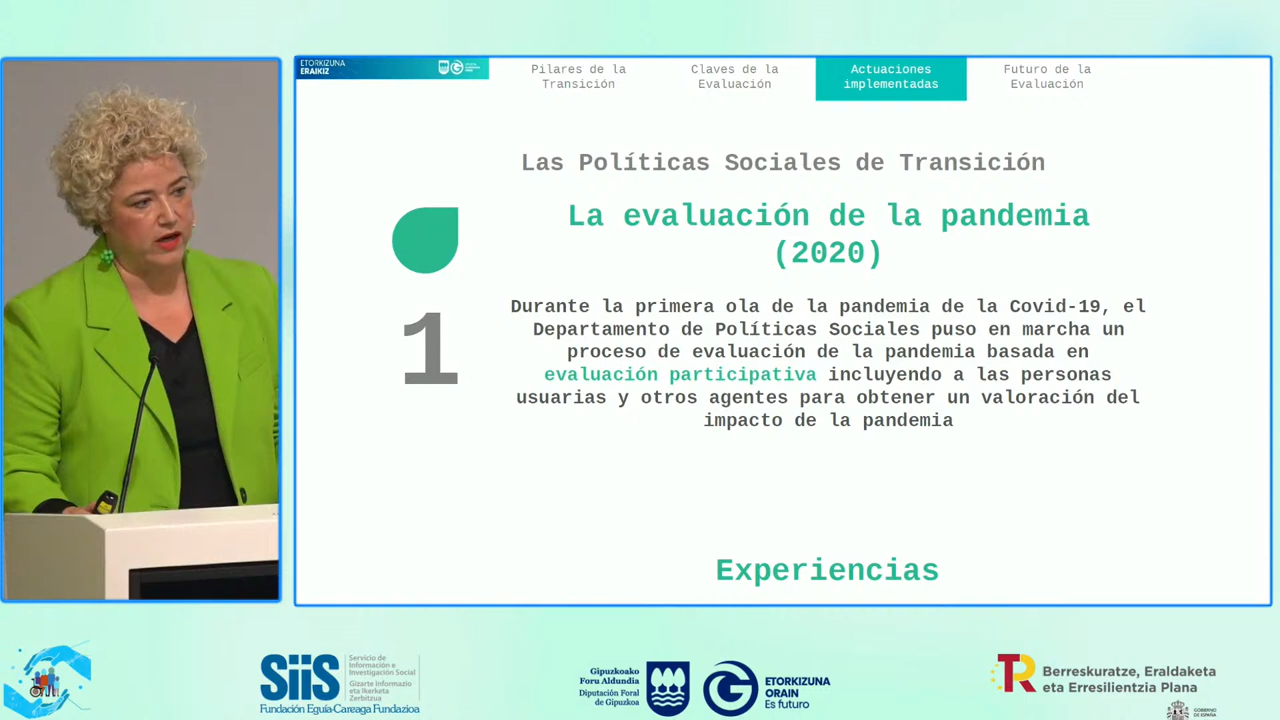 ETORKIZUNA
ERAIKIZ
Pilares de la
Transición
Claves de la
Evaluación
Actuaciones
implementadas
Futuro de la
Evaluación
Las Políticas Sociales de Transición
La evaluación de la pandemia
(2020)
1
Durante la primera ola de la pandemia de la Covid-19, el
Departamento de Políticas Sociales puso en marcha un
proceso de evaluación de la pandemia basada en
evaluación participativa incluyendo a las personas
usuarias y otros agentes para obtener un valoración del
impacto de la pandemia
Experiencias
SiiS
Servicio de
Información e
Investigación Social
Gizarte Informazio
eta Ikerketa
Zerbitzua
Fundación Eguía-Careaga Fundazioa
Gipuzkoako
Foru Aldundia
Diputación Foral
de Gipuzkoa
ETORKIZUNA
ORAIN
Es futuro
Berreskuratze, Eraldaketa
eta Erresilientzia Plana
GOBIERNO
DE ESPAÑA